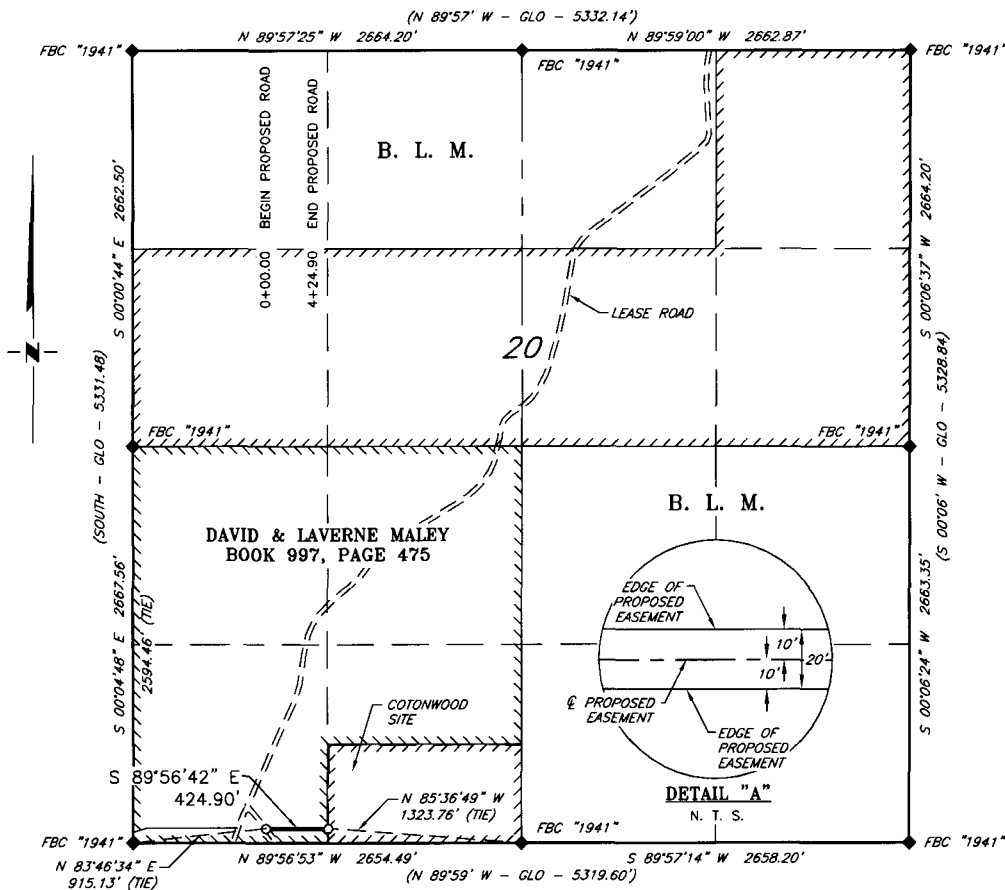 (N 89°57' W - GLO - 5332.14')
N 89°57'25" W 2664.20'
N 89°59'00" W 2662.87'
FBC "1941"
FBC "1941"
FBC "1941"
0+00.00 BEGIN PROPOSED ROAD
4+24.90 END PROPOSED ROAD
B. L. M.
S 00°00'44" E 2662.50'
S 00°06'37" W 2664.20'
LEASE ROAD
N
20
(SOUTH - GLO - 5331.48)
(S 00°06' W - GLO - 5328.84)
FBC "1941"
FBC "1941"
B. L. M.
DAVID & LAVERNE MALEY
BOOK 997, PAGE 475
S 00°04'48" E 2667.56'
2594.46' (TIE)
S 00°06'24" W 2663.35'
EDGE OF
PROPOSED
EASEMENT
10'
20'
10'
℄ PROPOSED
EASEMENT
EDGE OF
PROPOSED
EASEMENT
DETAIL "A"
N. T. S.
COTONWOOD
SITE
S 89°56'42" E
424.90'
N 85°36'49" W
1323.76' (TIE)
FBC "1941"
FBC "1941"
FBC "1941"
N 83°46'34" E
915.13' (TIE)
N 89°56'53" W 2654.49'
S 89°57'14" W 2658.20'
(N 89°59' W - GLO - 5319.60')